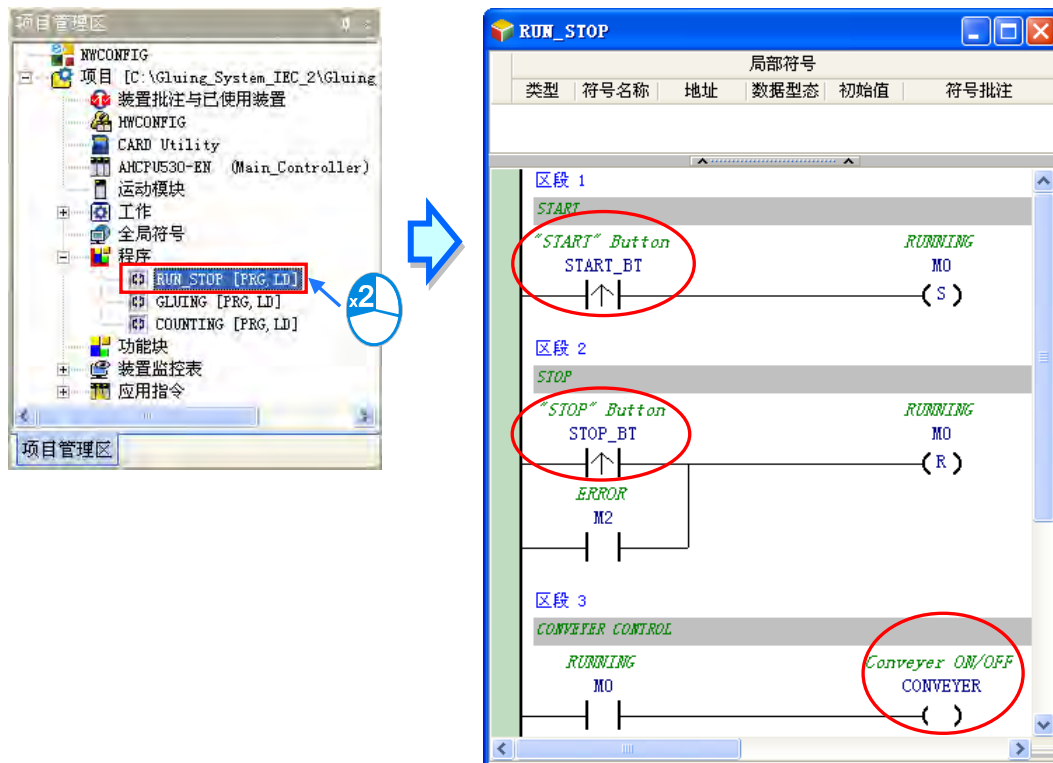 项目管理区
NWCONFIG
项目 [C:\Gluing_System_IEC_2\Gluing
装置批注与已使用装置
HWCONFIG
CARD Utility
AHCPU530-EN (Main_Controller)
运动模块
工作
全局符号
程序
RUN_STOP [PRG,LD]
GLUING [PRG,LD]
COUNTING [PRG,LD]
功能块
装置监控表
应用指令
项目管理区
x2
RUN_STOP
局部符号
类型 符号名称 地址 数据型态 初始值 符号批注
区段 1
START
"START" Button RUNNING
START_BT M0
S
区段 2
STOP
"STOP" Button RUNNING
STOP_BT M0
R
ERROR
M2
区段 3
CONVEYER CONTROL
RUNNING Conveyer ON/OFF
M0 CONVEYER